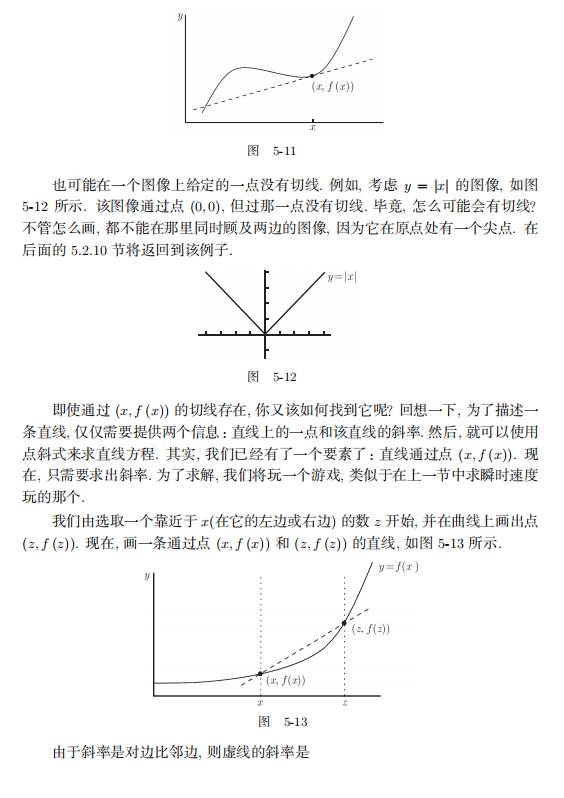 y
(x, f (x))
x
图 5-11
也可能在一个图像上给定的一点没有切线. 例如, 考虑 y = |x| 的图像, 如图
5-12 所示. 该图像通过点 (0, 0), 但过那一点没有切线. 毕竟, 怎么可能会有切线?
不管怎么画, 都不能在那里同时顾及两边的图像, 因为它在原点处有一个尖点. 在
后面的 5.2.10 节将返回到该例子.
y=|x|
图 5-12
即使通过 (x, f (x)) 的切线存在, 你又该如何找到它呢? 回想一下, 为了描述一
条直线, 仅仅需要提供两个信息 : 直线上的一点和该直线的斜率. 然后, 就可以使用
点斜式来求直线方程. 其实, 我们已经有了一个要素了 : 直线通过点 (x, f (x)). 现
在, 只需要求出斜率. 为了求解, 我们将玩一个游戏, 类似于在上一节中求瞬时速度
玩的那个.
我们由选取一个靠近于 x(在它的左边或右边) 的数 z 开始, 并在曲线上画出点
(z, f (z)). 现在, 画一条通过点 (x, f (x)) 和 (z, f (z)) 的直线, 如图 5-13 所示.
y=f(x)
y
(z, f(z))
(x, f(x))
x
z
图 5-13
由于斜率是对边比邻边, 则虚线的斜率是